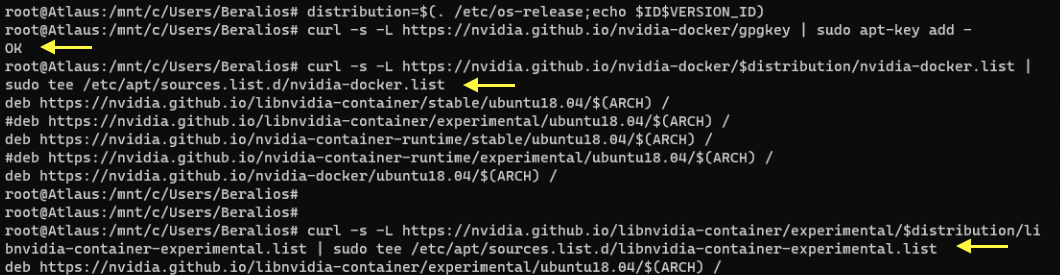 root@Atlaus:/mnt/c/Users/Beralios# distribution=$(. /etc/os-release;echo $ID$VERSION_ID)
root@Atlaus:/mnt/c/Users/Beralios# curl -s -L https://nvidia.github.io/nvidia-docker/gpgkey | sudo apt-key add -
OK
root@Atlaus:/mnt/c/Users/Beralios# curl -s -L https://nvidia.github.io/nvidia-docker/$distribution/nvidia-docker.list |
sudo tee /etc/apt/sources.list.d/nvidia-docker.list
deb https://nvidia.github.io/libnvidia-container/stable/ubuntu18.04/$(ARCH) /
#deb https://nvidia.github.io/libnvidia-container/experimental/ubuntu18.04/$(ARCH) /
deb https://nvidia.github.io/nvidia-container-runtime/stable/ubuntu18.04/$(ARCH) /
#deb https://nvidia.github.io/nvidia-container-runtime/experimental/ubuntu18.04/$(ARCH) /
deb https://nvidia.github.io/nvidia-docker/ubuntu18.04/$(ARCH) /
root@Atlaus:/mnt/c/Users/Beralios#
root@Atlaus:/mnt/c/Users/Beralios#
root@Atlaus:/mnt/c/Users/Beralios# curl -s -L https://nvidia.github.io/libnvidia-container/experimental/$distribution/li
bnvidia-container-experimental.list | sudo tee /etc/apt/sources.list.d/libnvidia-container-experimental.list
deb https://nvidia.github.io/libnvidia-container/experimental/ubuntu18.04/$(ARCH) /